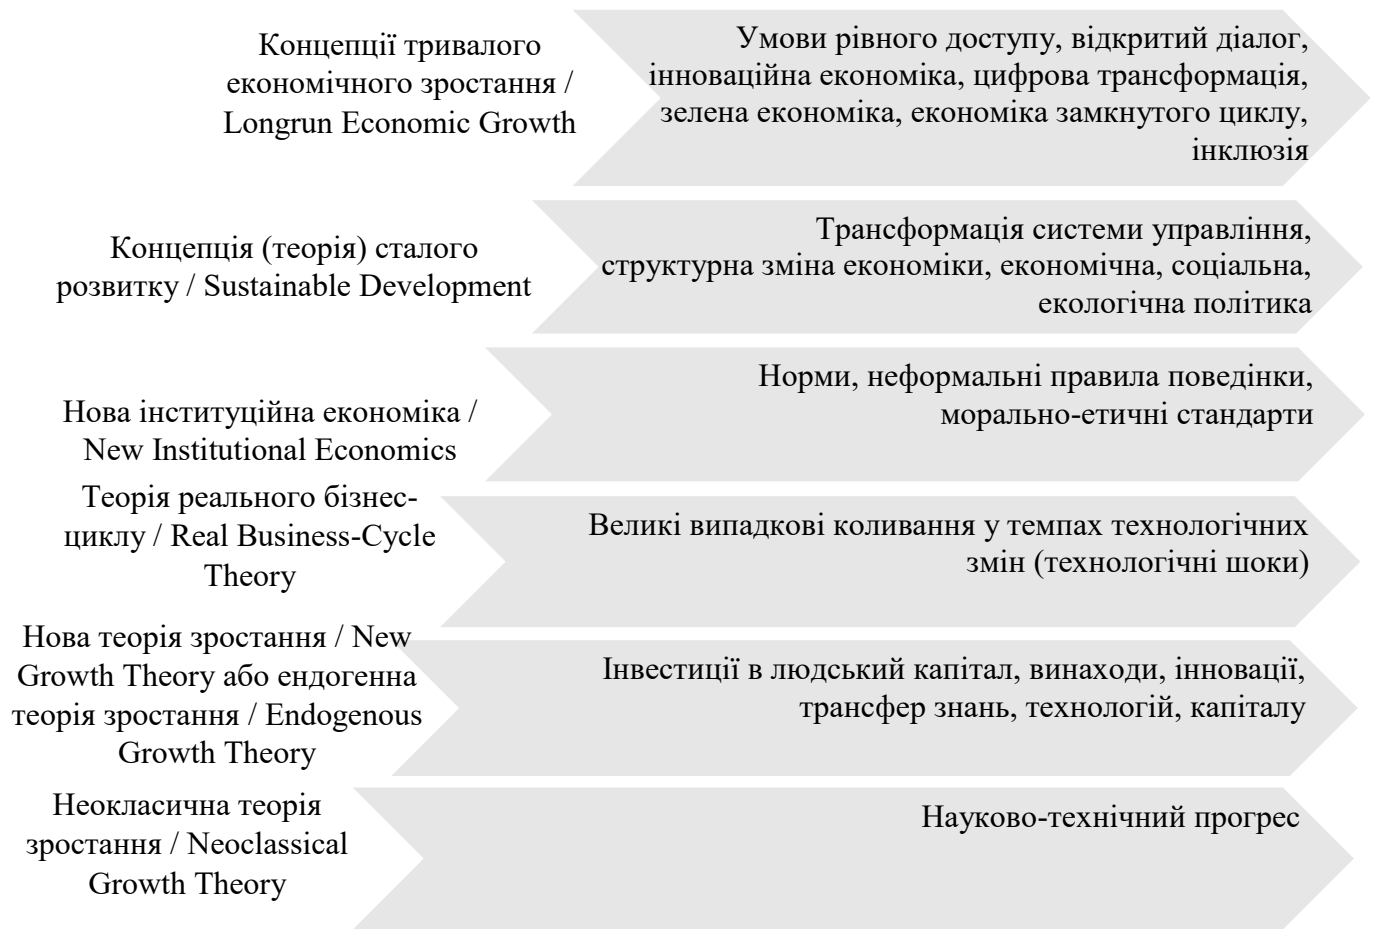 Концепції тривалого
економічного зростання /
Longrun Economic Growth
Умови рівного доступу, відкритий діалог,
інноваційна економіка, цифрова трансформація,
зелена економіка, економіка замкнутого циклу,
інклюзія
Концепція (теорія) сталого
розвитку / Sustainable Development
Трансформація системи управління,
структурна зміна економіки, економічна, соціальна,
екологічна політика
Нова інституційна економіка /
New Institutional Economics
Норми, неформальні правила поведінки,
морально-етичні стандарти
Теорія реального бізнес-
циклу / Real Business-Cycle
Theory
Великі випадкові коливання у темпах технологічних
змін (технологічні шоки)
Нова теорія зростання / New
Growth Theory або ендогенна
теорія зростання / Endogenous
Growth Theory
Інвестиції в людський капітал, винаходи, інновації,
трансфер знань, технологій, капіталу
Неокласична теорія
зростання / Neoclassical
Growth Theory
Науково-технічний прогрес